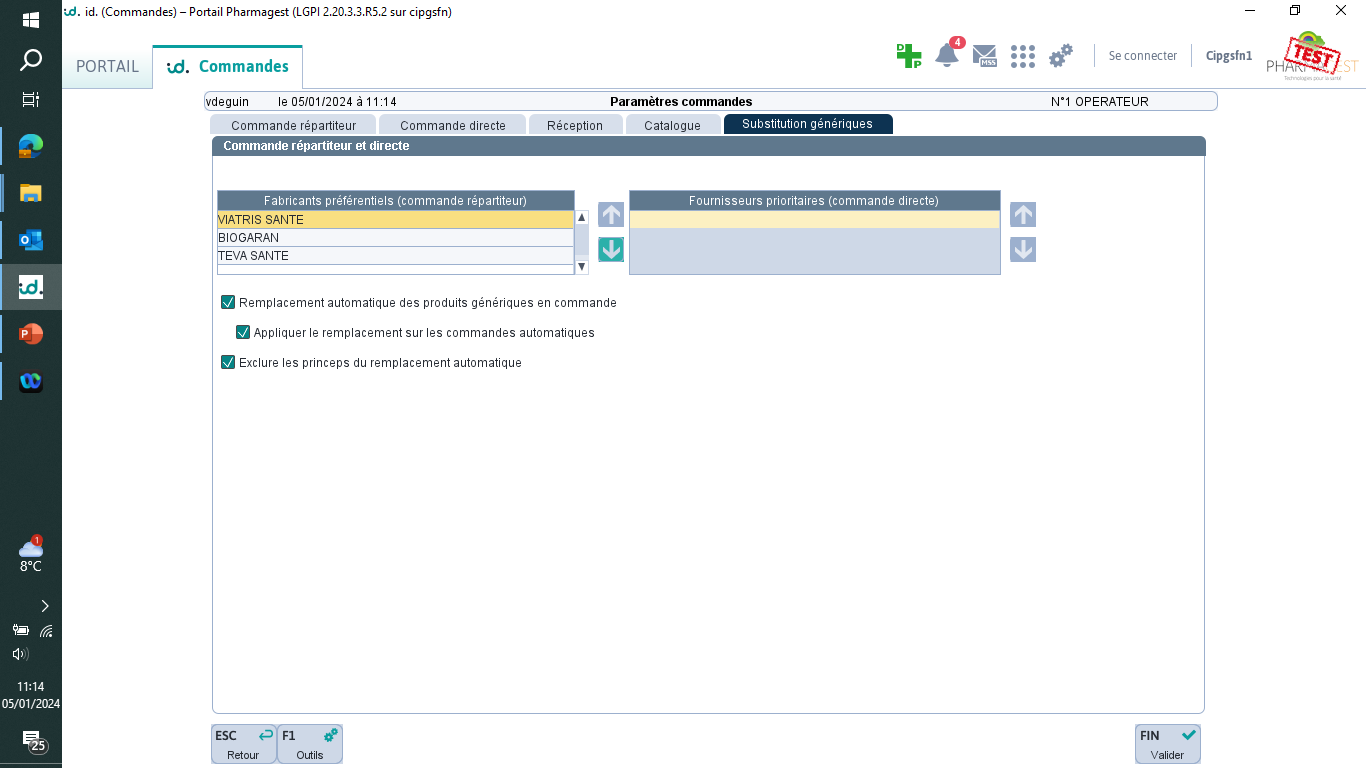 id. id. (Commandes) – Portail Pharmagest (LGPI 2.20.3.3.R5.2 sur cipgsfn)
PORTAIL
id. Commandes
D P
4
MSS
Se connecter
Cipgsfn1
TEST
vdeguin le 05/01/2024 à 11:14 Paramètres commandes N°1 OPERATEUR
Commande répartiteur Commande directe Réception Catalogue Substitution génériques
Commande répartiteur et directe
Fabricants préférentiels (commande répartiteur)
VIATRIS SANTE
BIOGARAN
TEVA SANTE
Fournisseurs prioritaires (commande directe)
Remplacement automatique des produits génériques en commande
Appliquer le remplacement sur les commandes automatiques
Exclure les princeps du remplacement automatique
ESC
Retour
F1
Outils
FIN
Valider
id.
1
8°C
11:14
05/01/2024
25